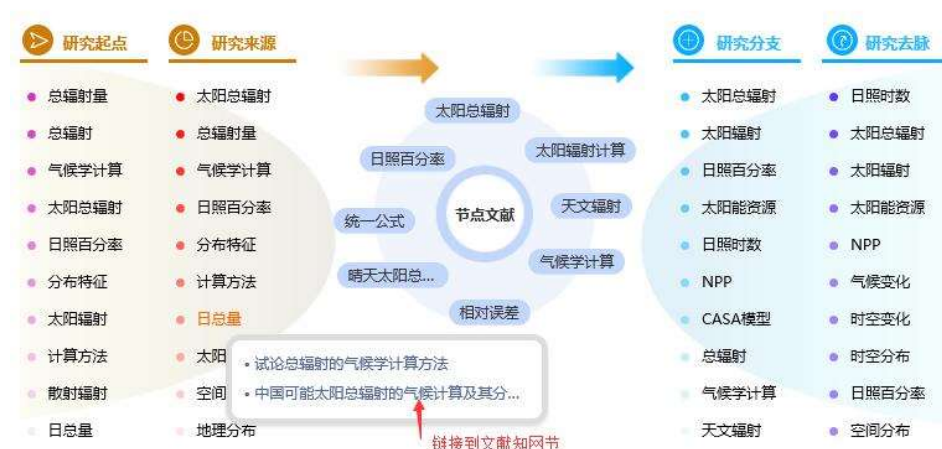 研究起点
总辐射量
总辐射
气候学计算
太阳总辐射
日照百分率
分布特征
太阳辐射
计算方法
散射辐射
日总量
研究来源
太阳总辐射
总辐射量
气候学计算
日照百分率
分布特征
计算方法
日总量
太阳
空间
地理分布
太阳总辐射
日照百分率
太阳辐射计算
统一公式
节点文献
天文辐射
晴天太阳总...
气候学计算
相对误差
• 试论总辐射的气候学计算方法
• 中国可能太阳总辐射的气候计算及其分...
链接到文献知网节
研究分支
太阳总辐射
太阳辐射
日照百分率
太阳能资源
日照时数
NPP
CASA模型
总辐射
气候学计算
天文辐射
研究去脉
日照时数
太阳总辐射
太阳辐射
太阳能资源
NPP
气候变化
时空变化
时空分布
日照百分率
空间分布